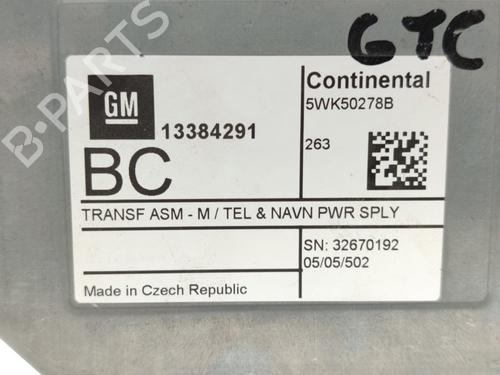 GTC
GM
13384291
BC
Continental
5WK50278B
263
TRANSF ASM - M / TEL & NAVN PWR SPLY
SN: 32670192
05/05/502
Made in Czech Republic
B-PARTS